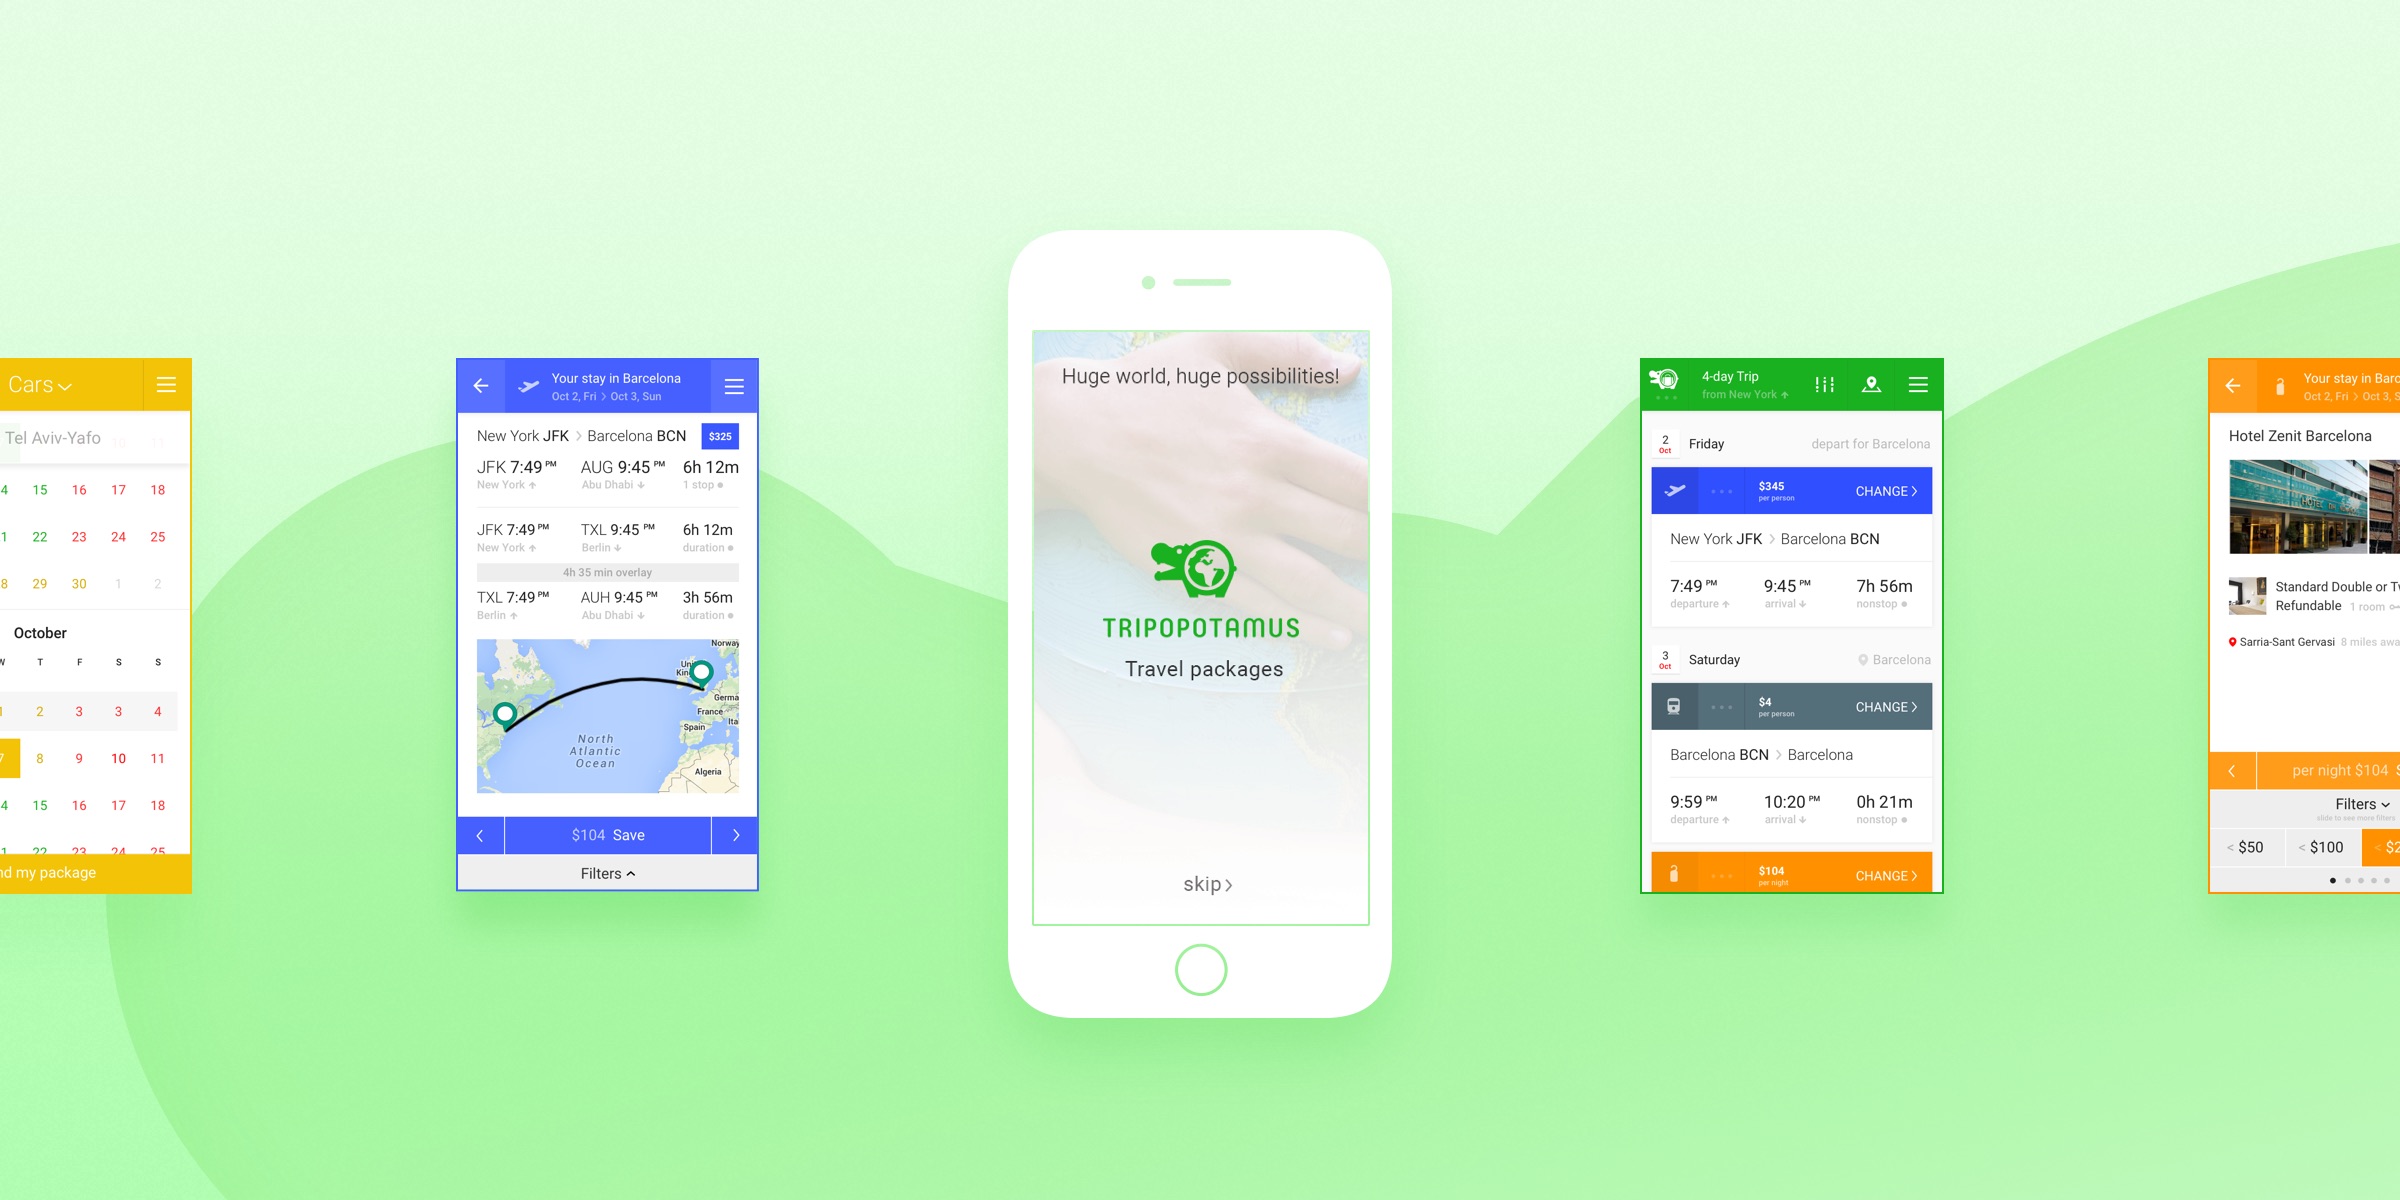 Cars
Tel Aviv-Yafo
10 11
4 15 16 17 18
1 22 23 24 25
8 29 30 1 2
October
W T F S S
1 2 3 3 4
7 8 9 10 11
4 15 16 17 18
1 22 23 24 25
nd my package
Your stay in Barcelona
Oct 2, Fri > Oct 3, Sun
New York JFK > Barcelona BCN $325
JFK 7:49 PM AUG 9:45 PM 6h 12m
New York Abu Dhabi 1 stop
JFK 7:49 PM TXL 9:45 PM 6h 12m
New York Berlin duration
4h 35 min overlay
TXL 7:49 PM AUH 9:45 PM 3h 56m
Berlin Abu Dhabi duration
Norway
Uni
King
Germa
France
Ita
Spain
North
Atlantic
Ocean
Algeria
< $104 Save >
Filters
Huge world, huge possibilities!
TRIPOPOTAMUS
Travel packages
skip >
4-day Trip
from New York
2 Oct Friday depart for Barcelona
$345
per person
CHANGE >
New York JFK > Barcelona BCN
7:49 PM 9:45 PM 7h 56m
departure arrival nonstop
3 Oct Saturday Barcelona
$4
per person
CHANGE >
Barcelona BCN > Barcelona
9:59 PM 10:20 PM 0h 21m
departure arrival nonstop
$104
per night
CHANGE >
Your stay in Barc
Oct 2, Fri > Oct 3, S
Hotel Zenit Barcelona
HOTEL
Standard Double or Tw
Refundable 1 room
Sarria-Sant Gervasi 8 miles awa
< per night $104 $
Filters
slide to see more filters
< $50 < $100 < $2